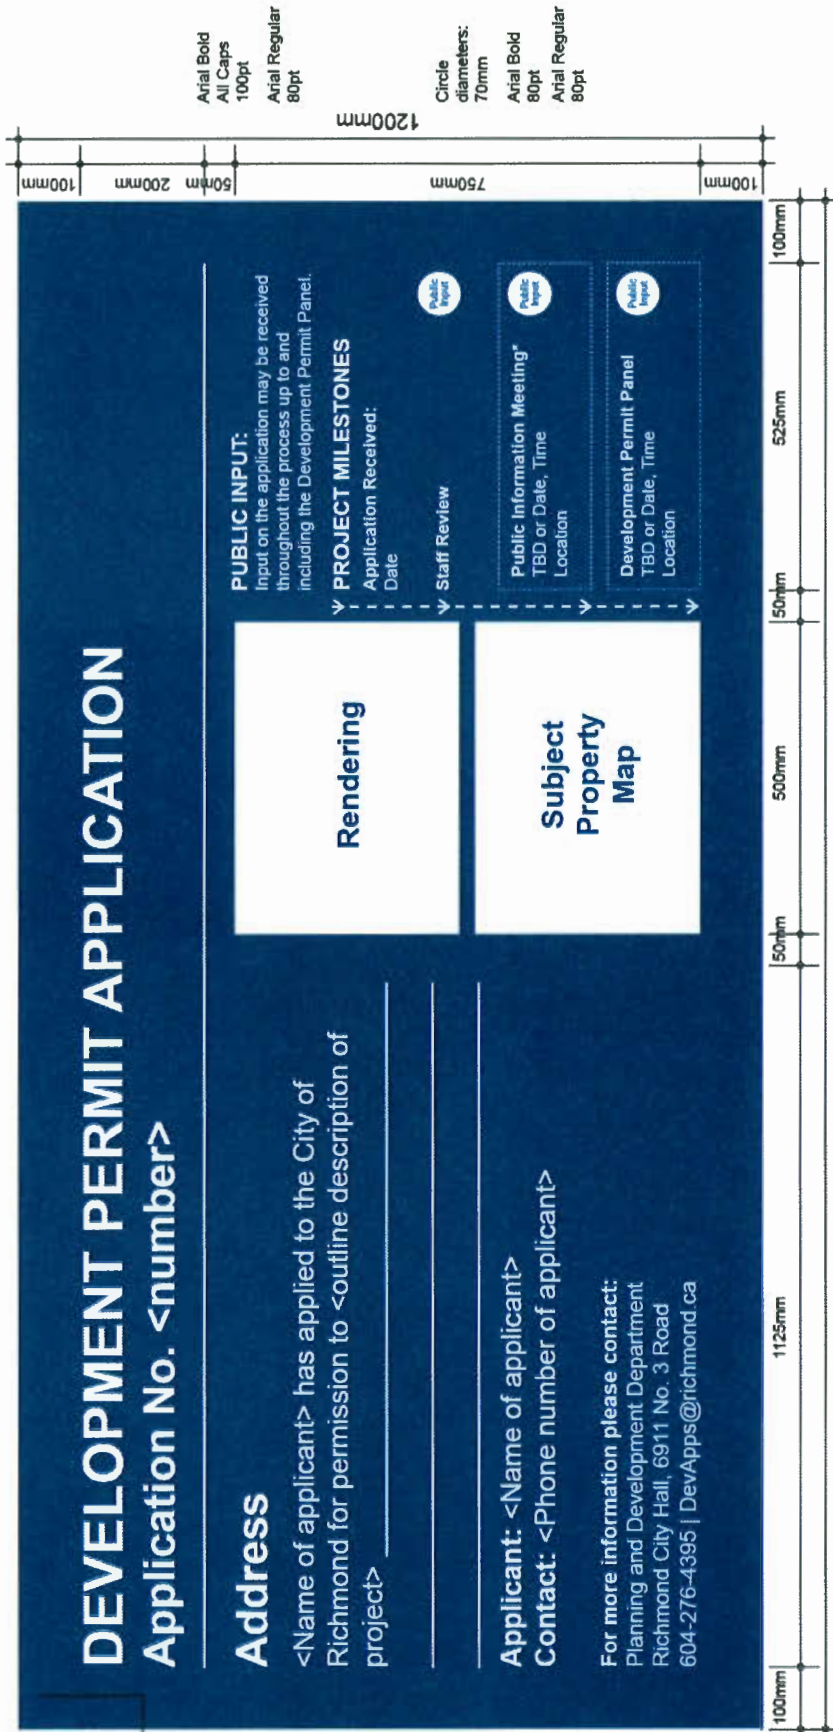 DEVELOPMENT PERMIT APPLICATION
Application No. <number>
Address
<Name of applicant> has applied to the City of
Richmond for permission to <outline description of
project>
Applicant: <Name of applicant>
Contact: <Phone number of applicant>
For more information please contact:
Planning and Development Department
Richmond City Hall, 6911 No. 3 Road
604-276-4395 | DevApps@richmond.ca
Rendering
Subject
Property
Map
PUBLIC INPUT:
Input on the application may be received
throughout the process up to and
including the Development Permit Panel.
PROJECT MILESTONES
Application Received:
Date
Staff Review
Public
Input
Public Information Meeting*
TBD or Date, Time
Location
Public
Input
Development Permit Panel
TBD or Date, Time
Location
Public
Input
100mm
200mm
50mm
750mm
100mm
1200mm
Arial Bold
All Caps
100pt
Arial Regular
80pt
Circle
diameters:
70mm
Arial Bold
80pt
Arial Regular
80pt
100mm
1125mm
50mm
500mm
50mm
525mm
100mm